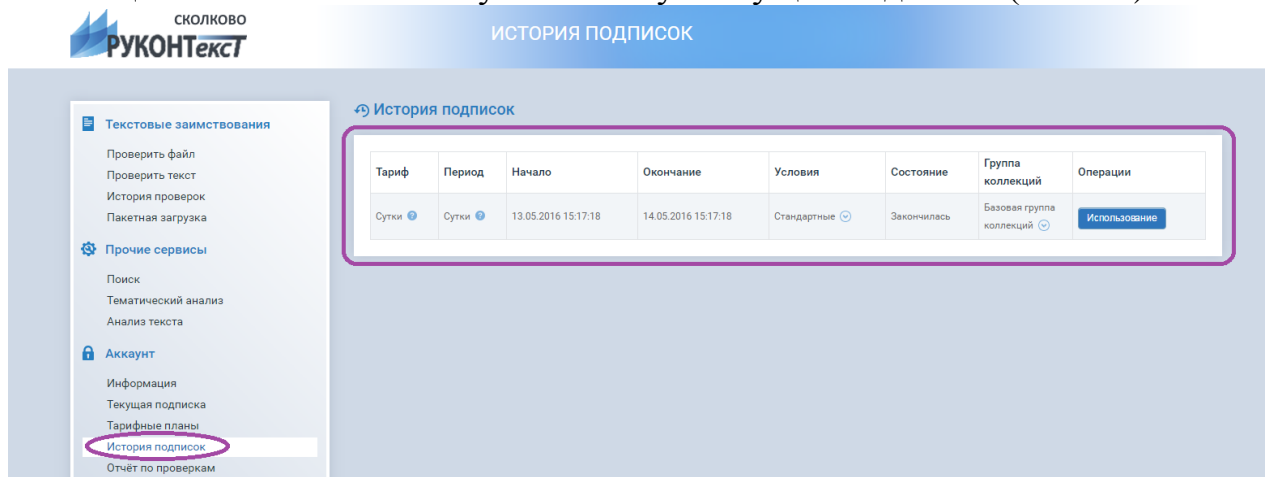 СКОЛКОВО
РУКОНТекст
ИСТОРИЯ ПОДПИСОК
Текстовые заимствования
Проверить файл
Проверить текст
История проверок
Пакетная загрузка
Прочие сервисы
Поиск
Тематический анализ
Анализ текста
Аккаунт
Информация
Текущая подписка
Тарифные планы
История подписок
Отчёт по проверкам
История подписок
Тариф Период Начало Окончание Условия Состояние Группа коллекций Операции
Сутки ? Сутки ? 13.05.2016 15:17:18 14.05.2016 15:17:18 Стандартные Закончилась Базовая группа коллекций Использование